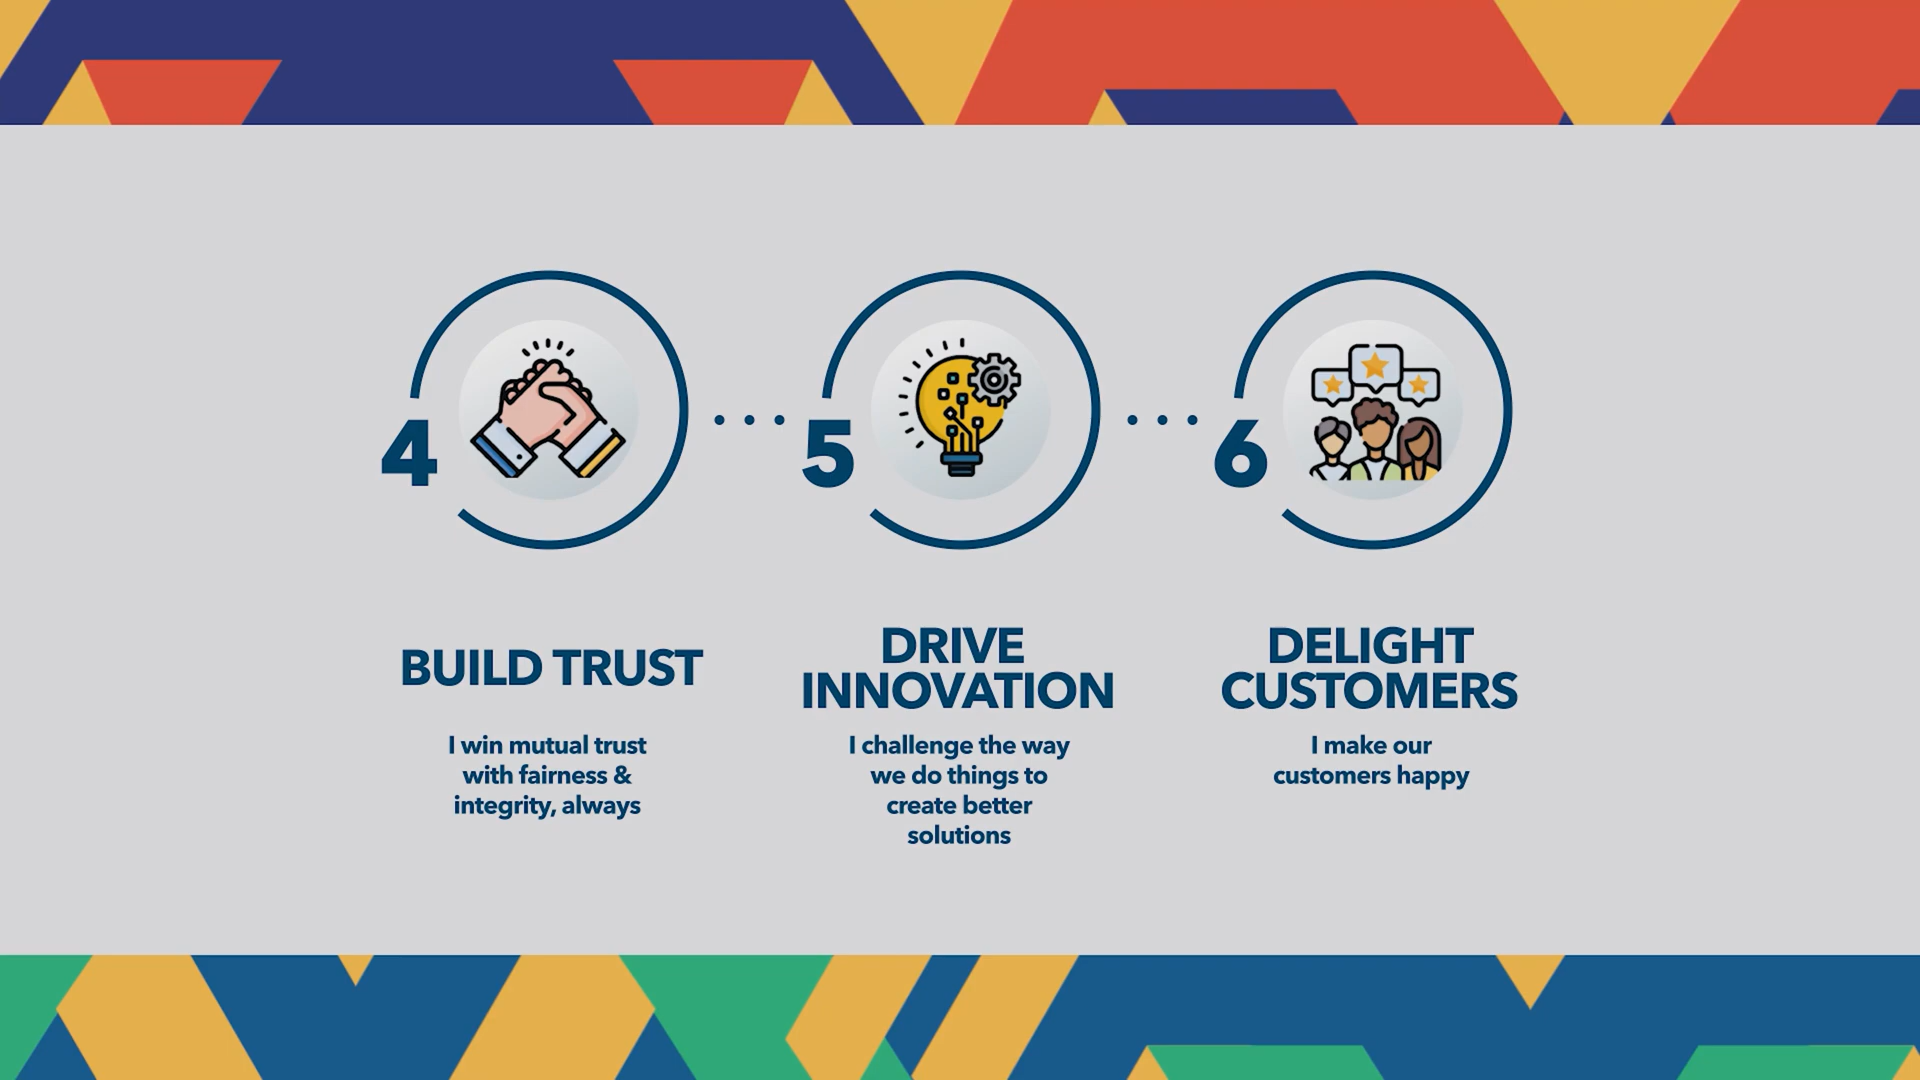 4
BUILD TRUST
I win mutual trust
with fairness &
integrity, always
5
DRIVE
INNOVATION
I challenge the way
we do things to
create better
solutions
6
DELIGHT
CUSTOMERS
I make our
customers happy